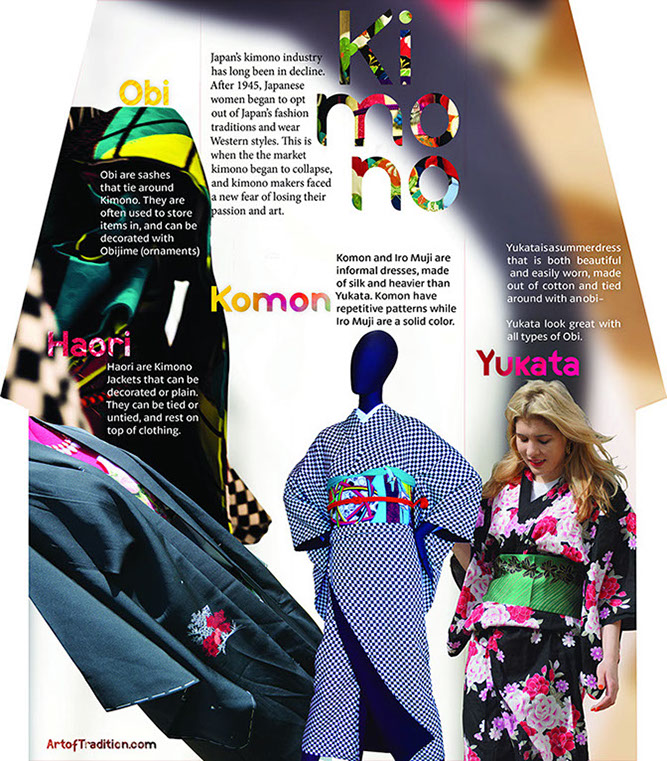 Ki
mo
no
Japan's kimono industry
has long been in decline.
After 1945, Japanese
women began to opt
out of Japan's fashion
traditions and wear
Western styles. This is
when the the market
kimono began to collapse,
and kimono makers faced
a new fear of losing their
passion and art.
Obi
Obi are sashes
that tie around
Kimono. They are
often used to store
items in, and can be
decorated with
Obijime (ornaments)
Komon
Komon and Iro Muji are
informal dresses, made
of silk and heavier than
Yukata. Komon have
repetitive patterns while
Iro Muji are a solid color.
Yukataisasummerdress
that is both beautiful
and easily worn, made
out of cotton and tied
around with anobi-
Yukata look great with
all types of Obi.
Yukata
Haori
Haori are Kimono
Jackets that can be
decorated or plain.
They can be tied or
untied, and rest on
top of clothing.
ArtofTradition.com